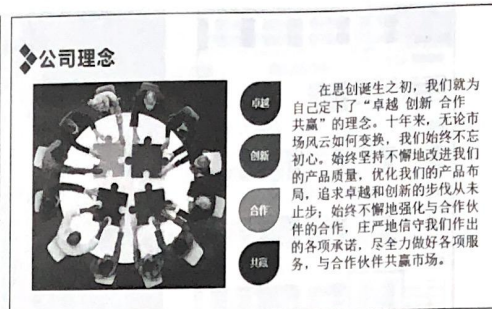 公司理念
卓越
创新
合作
共赢
在思创诞生之初，我们就为
自己定下了“卓越 创新 合作
共赢”的理念。十年来，无论市
场风云如何变换，我们始终不忘
初心。始终坚持不懈地改进我们
的产品质量，优化我们的产品布
局，追求卓越和创新的步伐从未
止步；始终不懈地强化与合作伙
伴的合作，庄严地信守我们作出
的各项承诺，尽全力做好各项服
务，与合作伙伴共赢市场。